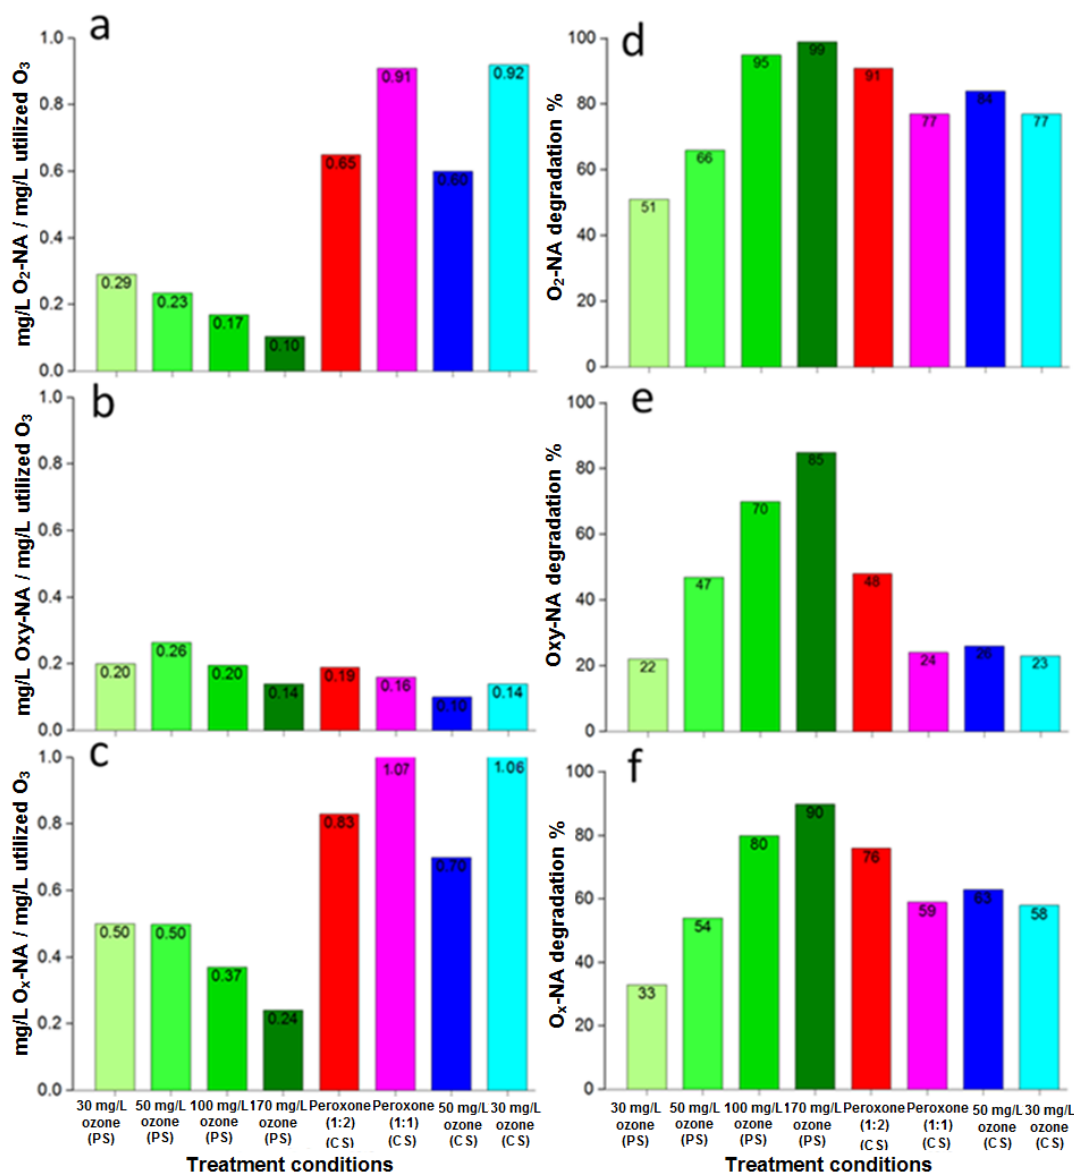 a
mg/L O₂-NA / mg/L utilized O₃
1.0
0.8
0.6
0.4
0.2
0.0
0.29
0.23
0.17
0.10
0.65
0.91
0.60
0.92
d
O₂-NA degradation %
100
80
60
40
20
0
51
66
95
99
91
77
84
77
b
mg/L Oxy-NA / mg/L utilized O₃
1.0
0.8
0.6
0.4
0.2
0.0
0.20
0.26
0.20
0.14
0.19
0.16
0.10
0.14
e
Oxy-NA degradation %
100
80
60
40
20
0
22
47
70
85
48
24
26
23
c
mg/L Oₓ-NA / mg/L utilized O₃
1.0
0.8
0.6
0.4
0.2
0.0
0.50
0.50
0.37
0.24
0.83
1.07
0.70
1.06
f
Oₓ-NA degradation %
100
80
60
40
20
0
33
54
80
90
76
59
63
58
30 mg/L
ozone
(PS)
50 mg/L
ozone
(PS)
100 mg/L
ozone
(PS)
170 mg/L
ozone
(PS)
Peroxone
(1:2)
(CS)
Peroxone
(1:1)
(CS)
50 mg/L
ozone
(CS)
30 mg/L
ozone
(CS)
Treatment conditions
30 mg/L
ozone
(PS)
50 mg/L
ozone
(PS)
100 mg/L
ozone
(PS)
170 mg/L
ozone
(PS)
Peroxone
(1:2)
(CS)
Peroxone
(1:1)
(CS)
50 mg/L
ozone
(CS)
30 mg/L
ozone
(CS)
Treatment conditions